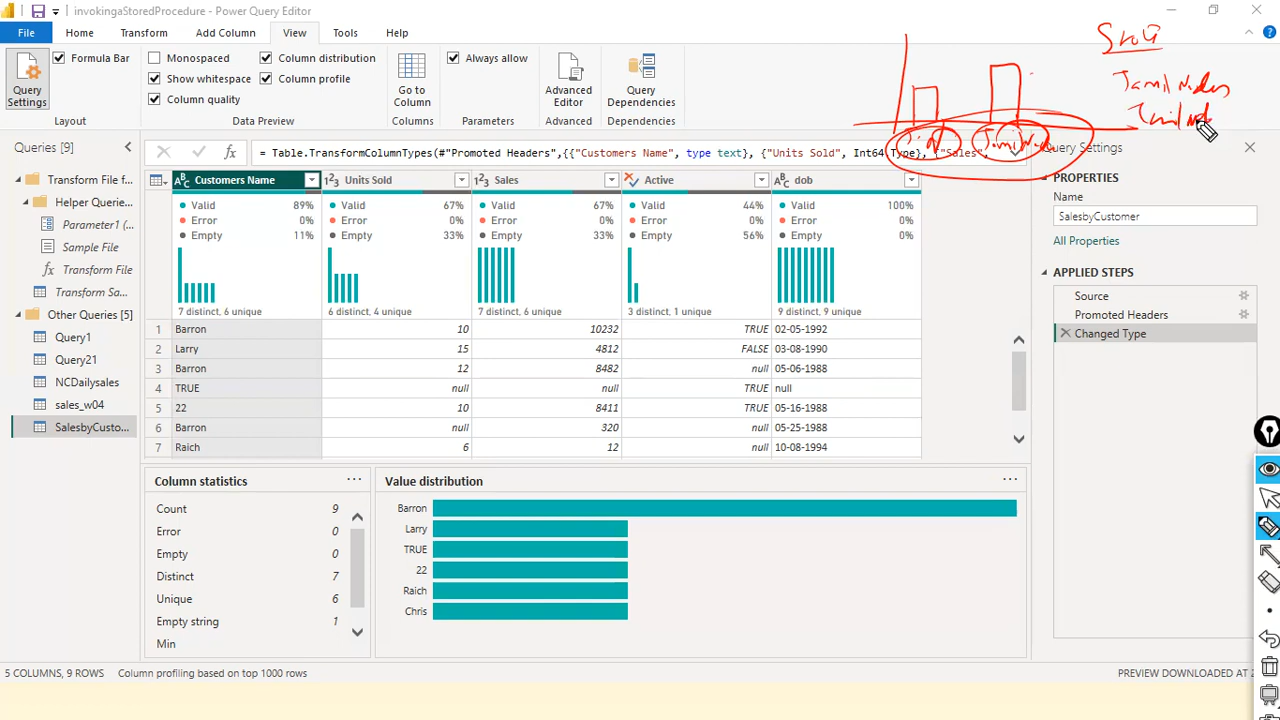 invokingaStoredProcedure - Power Query Editor
File Home Transform Add Column View Tools Help
Query Settings
Formula Bar
Layout
Monospaced
Show whitespace
Column quality
Column distribution
Column profile
Data Preview
Go to Column
Columns
Always allow
Parameters
Advanced Editor
Advanced
Query Dependencies
Dependencies
Tamil Nadu
Queries [9]
= Table.TransformColumnTypes(#"Promoted Headers",{{"Customers Name", type text}, {"Units Sold", Int64.Type}, {"Sales",
Query Settings
Transform File f...
Helper Querie...
Parameter1 (...
Sample File
Transform File
Transform Sa...
Other Queries [5]
Query1
Query21
NCDailysales
sales_w04
SalesbyCusto...
Customers Name Units Sold Sales Active dob
Valid 89% Valid 67% Valid 67% Valid 44% Valid 100%
Error 0% Error 0% Error 0% Error 0% Error 0%
Empty 11% Empty 33% Empty 33% Empty 56% Empty 0%
7 distinct, 6 unique 6 distinct, 4 unique 7 distinct, 6 unique 3 distinct, 1 unique 9 distinct, 9 unique
1 Barron 10 10232 TRUE 02-05-1992
2 Larry 15 4812 FALSE 03-08-1990
3 Barron 12 8482 null 05-06-1988
4 TRUE null null TRUE null
5 22 10 8411 TRUE 05-16-1988
6 Barron null 320 null 05-25-1988
7 Raich 6 12 null 10-08-1994
Column statistics
Count 9
Error 0
Empty 0
Distinct 7
Unique 6
Empty string 1
Min
Value distribution
Barron
Larry
TRUE
22
Raich
Chris
PROPERTIES
Name
SalesbyCustomer
All Properties
APPLIED STEPS
Source
Promoted Headers
Changed Type
5 COLUMNS, 9 ROWS Column profiling based on top 1000 rows PREVIEW DOWNLOADED AT 2